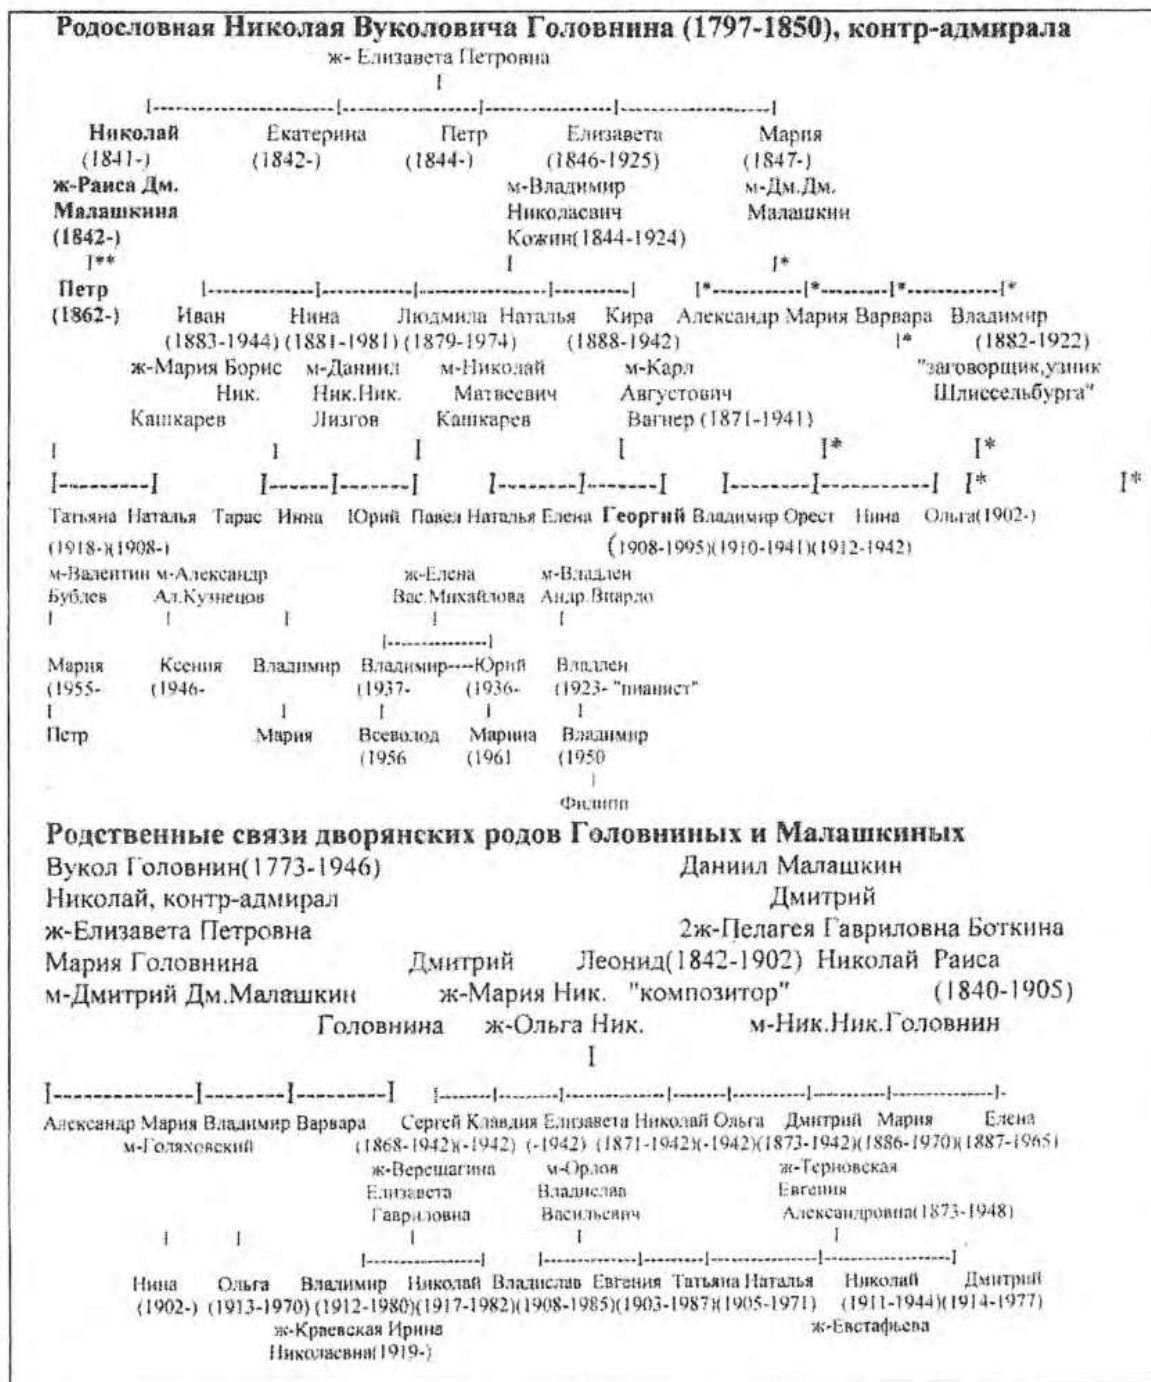 Родословная Николая Вуколовича Головнина (1797-1850), контр-адмирала
ж- Елизавета Петровна
I
I-----------------------I------------------I-----------------I-------------------I
Николай Екатерина Петр Елизавета Мария
(1841-) (1842-) (1844-) (1846-1925) (1847-)
ж-Раиса Дм. м-Владимир м-Дм.Дм.
Малашкина Николаевич Малашкин
(1842-) Кожин(1844-1924)
I** I I*
Петр I--------------I-------------I-----------------I----------I I*------------I*----------I*------------I*
(1862-) Иван Нина Людмила Наталья Кира Александр Мария Варвара Владимир
(1883-1944) (1881-1981) (1879-1974) (1888-1942) I* (1882-1922)
ж-Мария Борис м-Даниил м-Николай м-Карл "заговорщик,узник
Ник. Ник.Ник. Матвеевич Августович Шлиссельбурга"
Кашкарев Лизгов Кашкарев Вагнер (1871-1941)
I I I I I* I*
I----------I I-------I--------I I---------I--------I I---------I------------I I* I*
Татьяна Наталья Тарас Инна Юрий Павел Наталья Елена Георгий Владимир Орест Нина Ольга(1902-)
(1918-)(1908-) (1908-1995)(1910-1941)(1912-1942)
м-Валентин м-Александр ж-Елена м-Владлен
Бублев Ал.Кузнецов Вас.Михайлова Андр.Виардо
I I I I I
I---------------I
Мария Ксения Владимир Владимир----Юрий Владлен
(1955- (1946- (1937- (1936- (1923- "пианист"
I I I I I
Петр Мария Всеволод Марина Владимир
(1956 (1961 (1950
I
Филипп
Родственные связи дворянских родов Головниных и Малашкиных
Вукол Головнин(1773-1946) Даниил Малашкин
Николай, контр-адмирал Дмитрий
ж-Елизавета Петровна 2ж-Пелагея Гавриловна Боткина
Мария Головнина Дмитрий Леонид(1842-1902) Николай Раиса
м-Дмитрий Дм.Малашкин ж-Мария Ник. "композитор" (1840-1905)
Головнина ж-Ольга Ник. м-Ник.Ник.Головнин
I
I---------------I---------I----------I I-------I--------I--------------I-------I----------I----------I----------I-
Александр Мария Владимир Варвара Сергей Клавдия Елизавета Николай Ольга Дмитрий Мария Елена
м-Голяховский (1868-1942)(-1942) (-1942) (1871-1942)(-1942)(1873-1942)(1886-1970)(1887-1965)
ж-Верещагина м-Орлов ж-Терновская
Елизавета Владислав Евгения
Гавриловна Васильевич Александровна(1873-1948)
I I I I I
I--------------I I-------------I---------I--------------I----------------I
Нина Ольга Владимир Николай Владислав Евгения Татьяна Наталья Николай Дмитрий
(1902-) (1913-1970) (1912-1980)(1917-1982)(1908-1985)(1903-1987)(1905-1971) (1911-1944)(1914-1977)
ж-Краевская Ирина ж-Евстафьева
Николаевна(1919-)